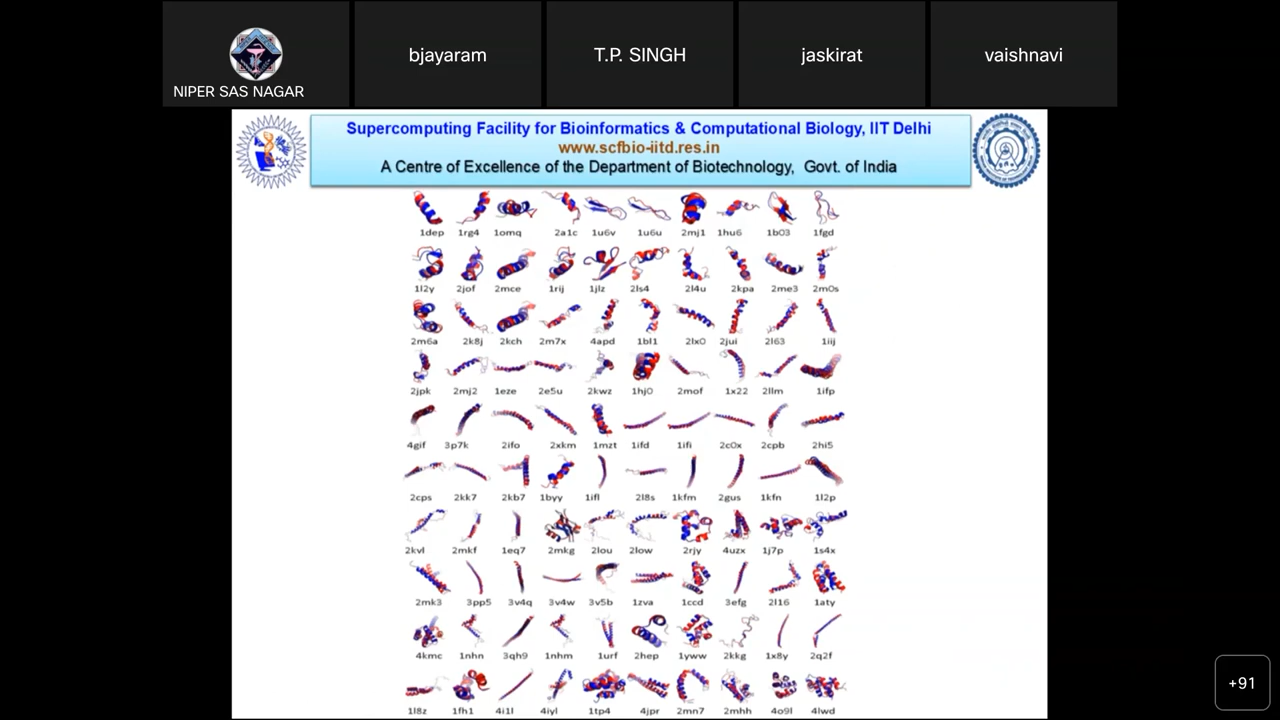 bjayaram T.P. SINGH jaskirat vaishnavi
NIPER SAS NAGAR
Supercomputing Facility for Bioinformatics & Computational Biology, IIT Delhi
www.scfbio-iitd.res.in
A Centre of Excellence of the Department of Biotechnology, Govt. of India
1dep 1rg4 1omq 2a1c 1u6v 1u6u 2mj1 1hu6 1b03 1fgd
1l2y 2jof 2mce 1rij 1jlz 2ls4 2l4u 2kpa 2me3 2m0s
2m6a 2k8j 2kch 2m7x 4apd 1bl1 2lx0 2jui 2l63 1iij
2jpk 2mj2 1eze 2e5u 2kwz 1hj0 2mof 1x22 2llm 1ifp
4gif 3p7k 2ifo 2xkm 1mzt 1ifd 1ifi 2c0x 2cpb 2hi5
2cps 2kk7 2kb7 1byy 1ifl 2l8s 1kfm 2gus 1kfn 1l2p
2kvl 2mkf 1eq7 2mkg 2lou 2low 2rjy 4uzx 1j7p 1s4x
2mk3 3pp5 3v4q 3v4w 3v5b 1zva 1ccd 3efg 2l16 1aty
4kmc 1nhn 3qh9 1nhm 1urf 2hep 1yww 2kkg 1x8y 2q2f
1l8z 1fh1 4i1l 4iyl 1tp4 4jpr 2mn7 2mhh 4o9l 4lwd
+91